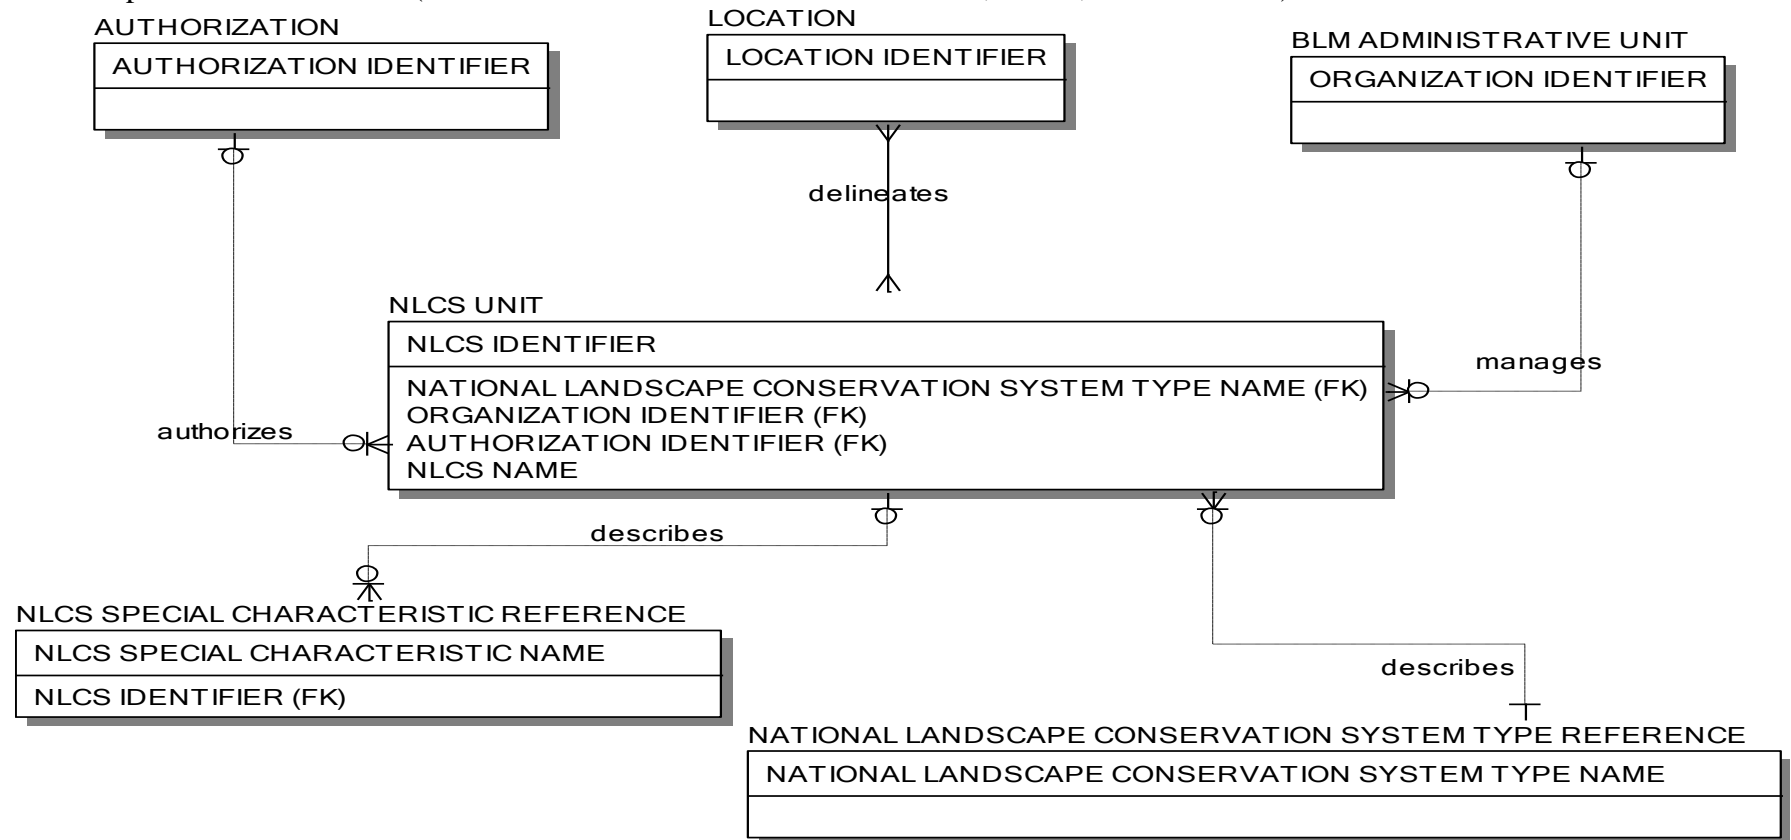 AUTHORIZATION
AUTHORIZATION IDENTIFIER
LOCATION
LOCATION IDENTIFIER
BLM ADMINISTRATIVE UNIT
ORGANIZATION IDENTIFIER
delineates
manages
authorizes
NLCS UNIT
NLCS IDENTIFIER
NATIONAL LANDSCAPE CONSERVATION SYSTEM TYPE NAME (FK)
ORGANIZATION IDENTIFIER (FK)
AUTHORIZATION IDENTIFIER (FK)
NLCS NAME
describes
NLCS SPECIAL CHARACTERISTIC REFERENCE
NLCS SPECIAL CHARACTERISTIC NAME
NLCS IDENTIFIER (FK)
describes
NATIONAL LANDSCAPE CONSERVATION SYSTEM TYPE REFERENCE
NATIONAL LANDSCAPE CONSERVATION SYSTEM TYPE NAME